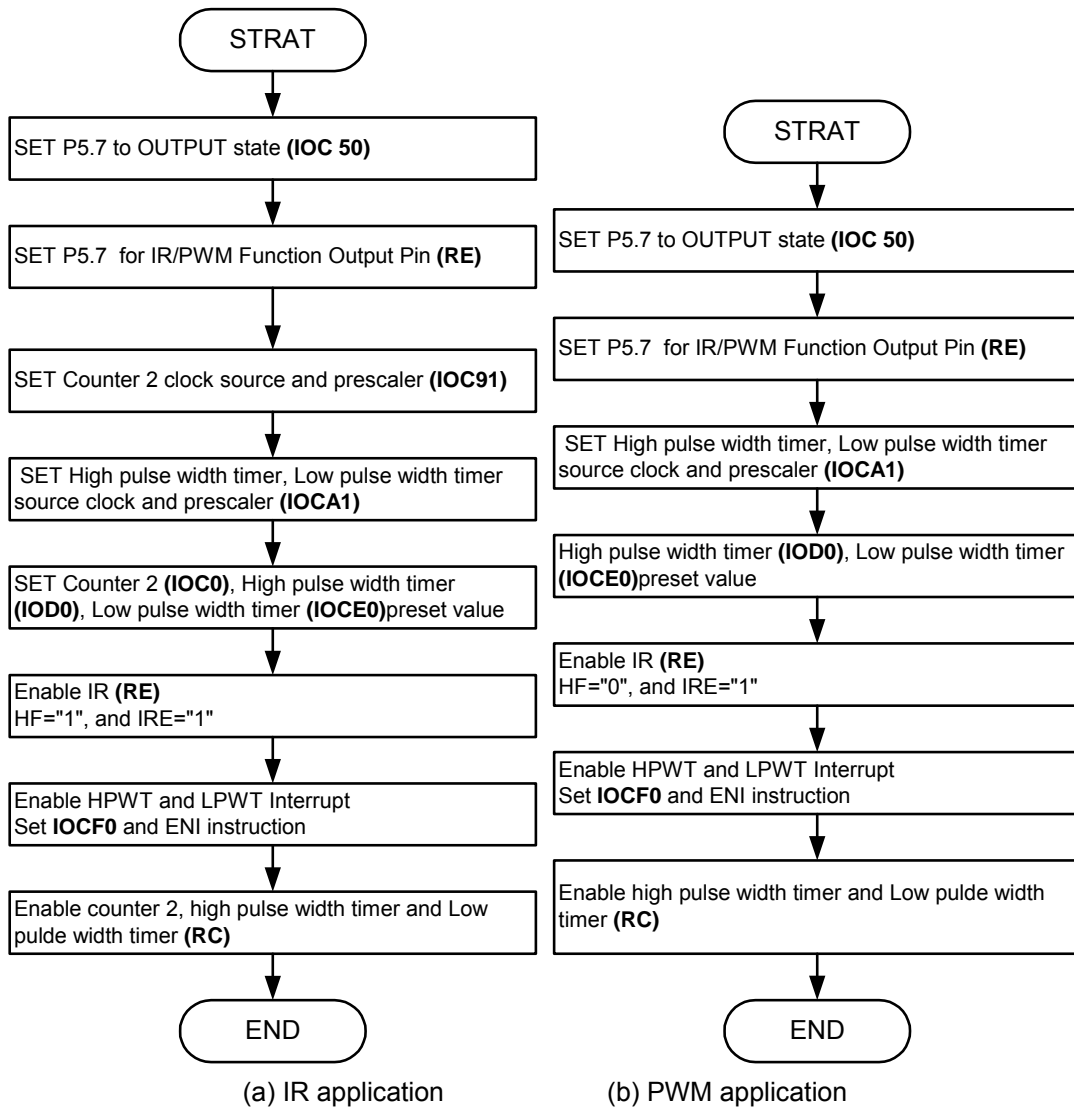 STRAT
SET P5.7 to OUTPUT state (IOC 50)
SET P5.7 for IR/PWM Function Output Pin (RE)
SET Counter 2 clock source and prescaler (IOC91)
SET High pulse width timer, Low pulse width timer
source clock and prescaler (IOCA1)
SET Counter 2 (IOC0), High pulse width timer
(IOD0), Low pulse width timer (IOCE0)preset value
Enable IR (RE)
HF="1", and IRE="1"
Enable HPWT and LPWT Interrupt
Set IOCF0 and ENI instruction
Enable counter 2, high pulse width timer and Low
pulde width timer (RC)
END
(a) IR application
STRAT
SET P5.7 to OUTPUT state (IOC 50)
SET P5.7 for IR/PWM Function Output Pin (RE)
SET High pulse width timer, Low pulse width timer
source clock and prescaler (IOCA1)
High pulse width timer (IOD0), Low pulse width timer
(IOCE0)preset value
Enable IR (RE)
HF="0", and IRE="1"
Enable HPWT and LPWT Interrupt
Set IOCF0 and ENI instruction
Enable high pulse width timer and Low pulde width
timer (RC)
END
(b) PWM application